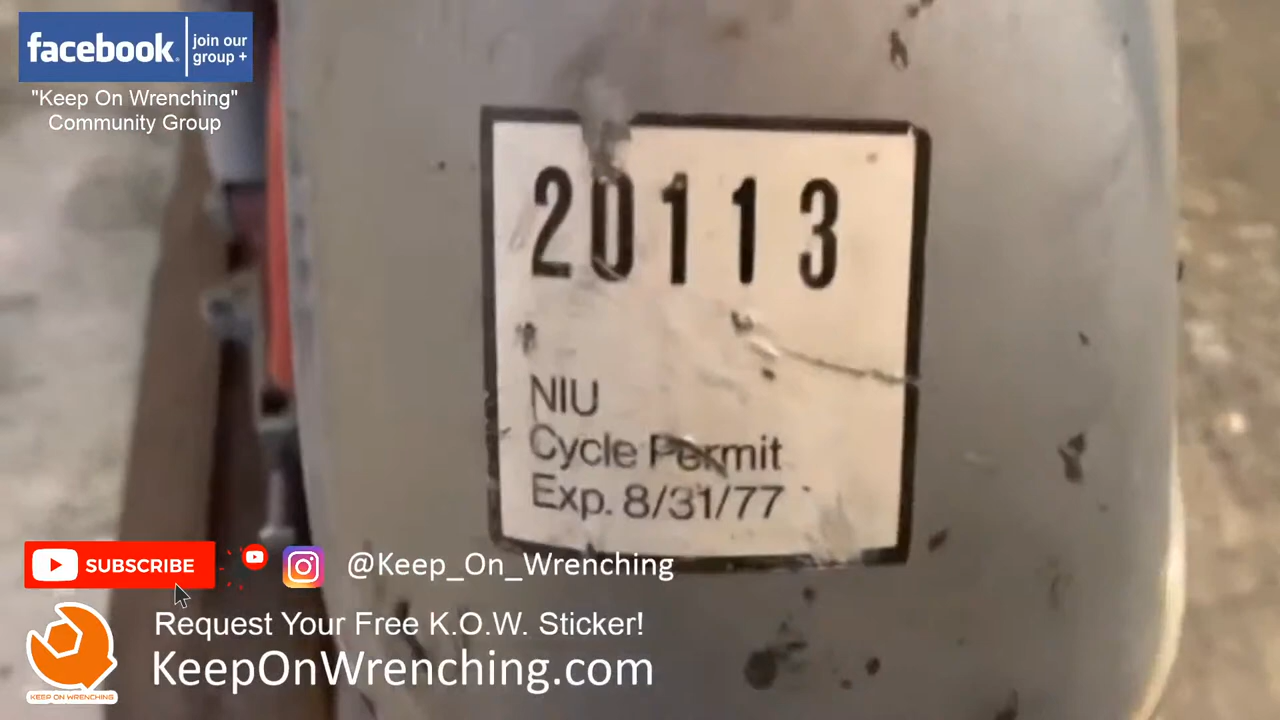 facebook. join our
group +
"Keep On Wrenching"
Community Group
20113
NIU
Cycle Permit
Exp. 8/31/77
SUBSCRIBE
@Keep_On_Wrenching
Request Your Free K.O.W. Sticker!
KeepOnWrenching.com
KEEP ON WRENCHING